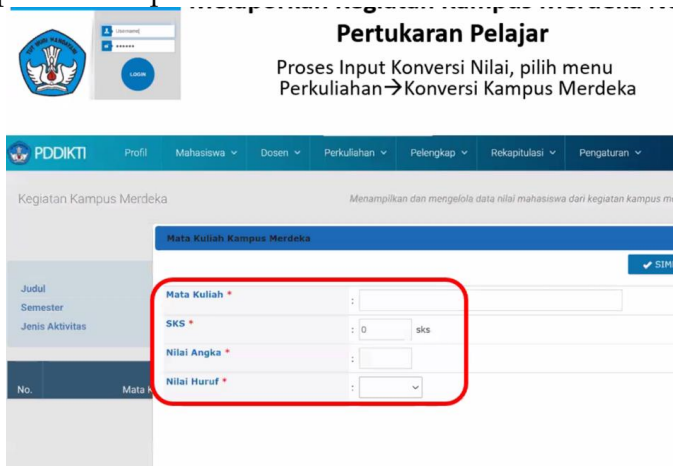 Pertukaran Pelajar
Proses Input Konversi Nilai, pilih menu
Perkuliahan→Konversi Kampus Merdeka
LOGIN
PDDIKTI Profil Mahasiswa Dosen Perkuliahan Pelengkap Rekapitulasi Pengaturan
Kegiatan Kampus Merdeka Menampilkan dan mengelola data nilai mahasiswa dari kegiatan kampus
Mata Kuliah Kampus Merdeka
Judul
Semester
Jenis Aktivitas
Mata Kuliah * :
SKS * : 0 sks
Nilai Angka * :
Nilai Huruf * :
No. Mata